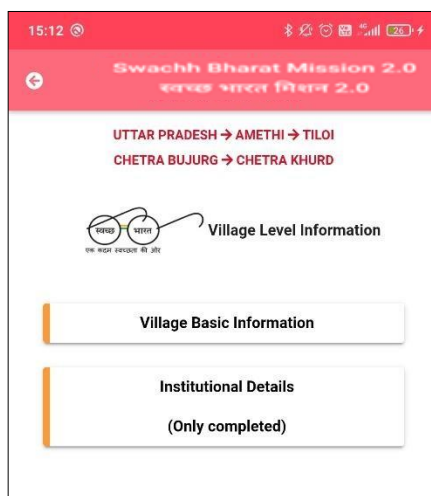 15:12
4G 26
Swachh Bharat Mission 2.0
स्वच्छ भारत मिशन 2.0
UTTAR PRADESH → AMETHI → TILOI
CHETRA BUJURG → CHETRA KHURD
स्वच्छ भारत
एक कदम स्वच्छता की ओर
Village Level Information
Village Basic Information
Institutional Details
(Only completed)